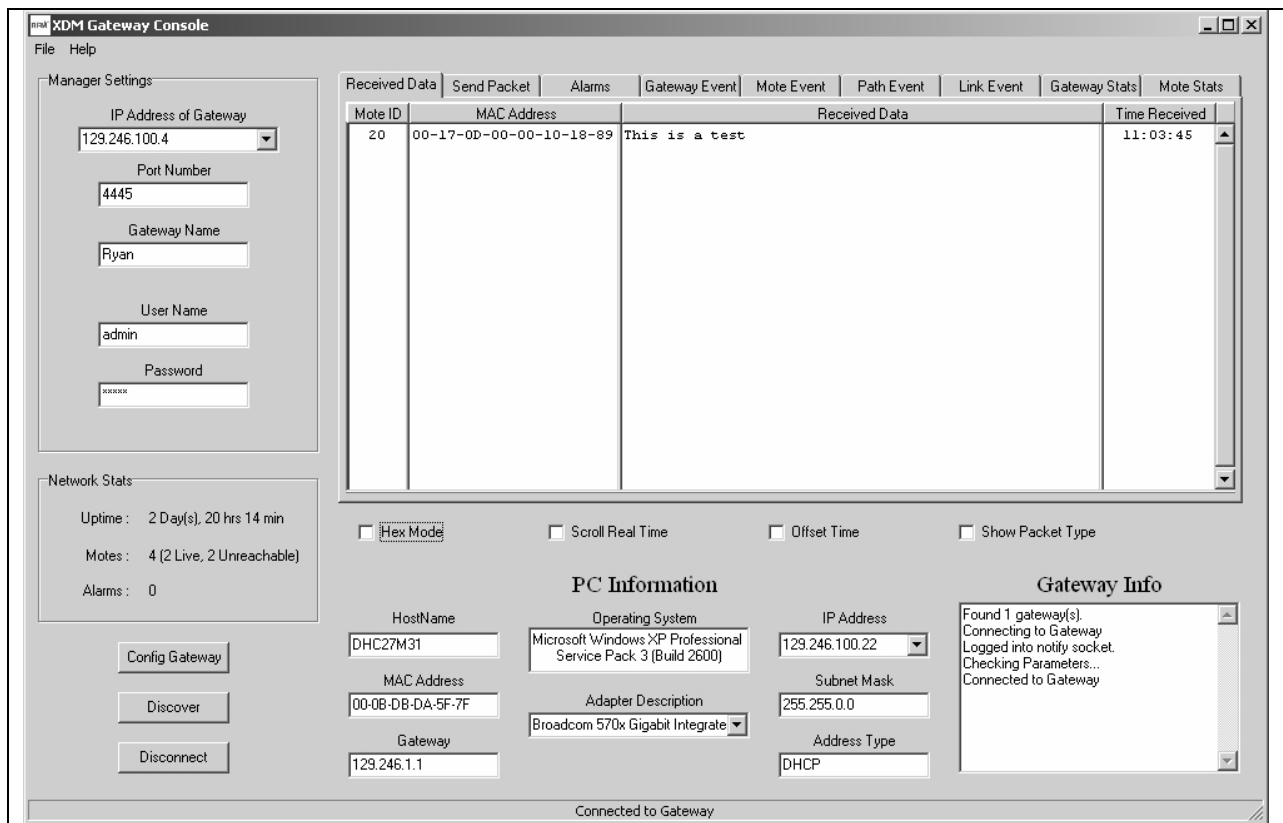 XDM Gateway Console
File Help
Manager Settings
IP Address of Gateway
129.246.100.4
Port Number
4445
Gateway Name
Ryan
User Name
admin
Password
*****
Network Stats
Uptime : 2 Day(s), 20 hrs 14 min
Motes : 4 (2 Live, 2 Unreachable)
Alarms : 0
Config Gateway
Discover
Disconnect
Received Data Send Packet Alarms Gateway Event Mote Event Path Event Link Event Gateway Stats Mote Stats
Mote ID MAC Address Received Data Time Received
20 00-17-0D-00-00-10-18-89 This is a test 11:03:45
Hex Mode Scroll Real Time Offset Time Show Packet Type
PC Information
HostName
DHC27M31
MAC Address
00-0B-DB-DA-5F-7F
Gateway
129.246.1.1
Operating System
Microsoft Windows XP Professional
Service Pack 3 (Build 2600)
Adapter Description
Broadcom 570x Gigabit Integrate
IP Address
129.246.100.22
Subnet Mask
255.255.0.0
Address Type
DHCP
Gateway Info
Found 1 gateway(s).
Connecting to Gateway
Logged into notify socket.
Checking Parameters...
Connected to Gateway
Connected to Gateway